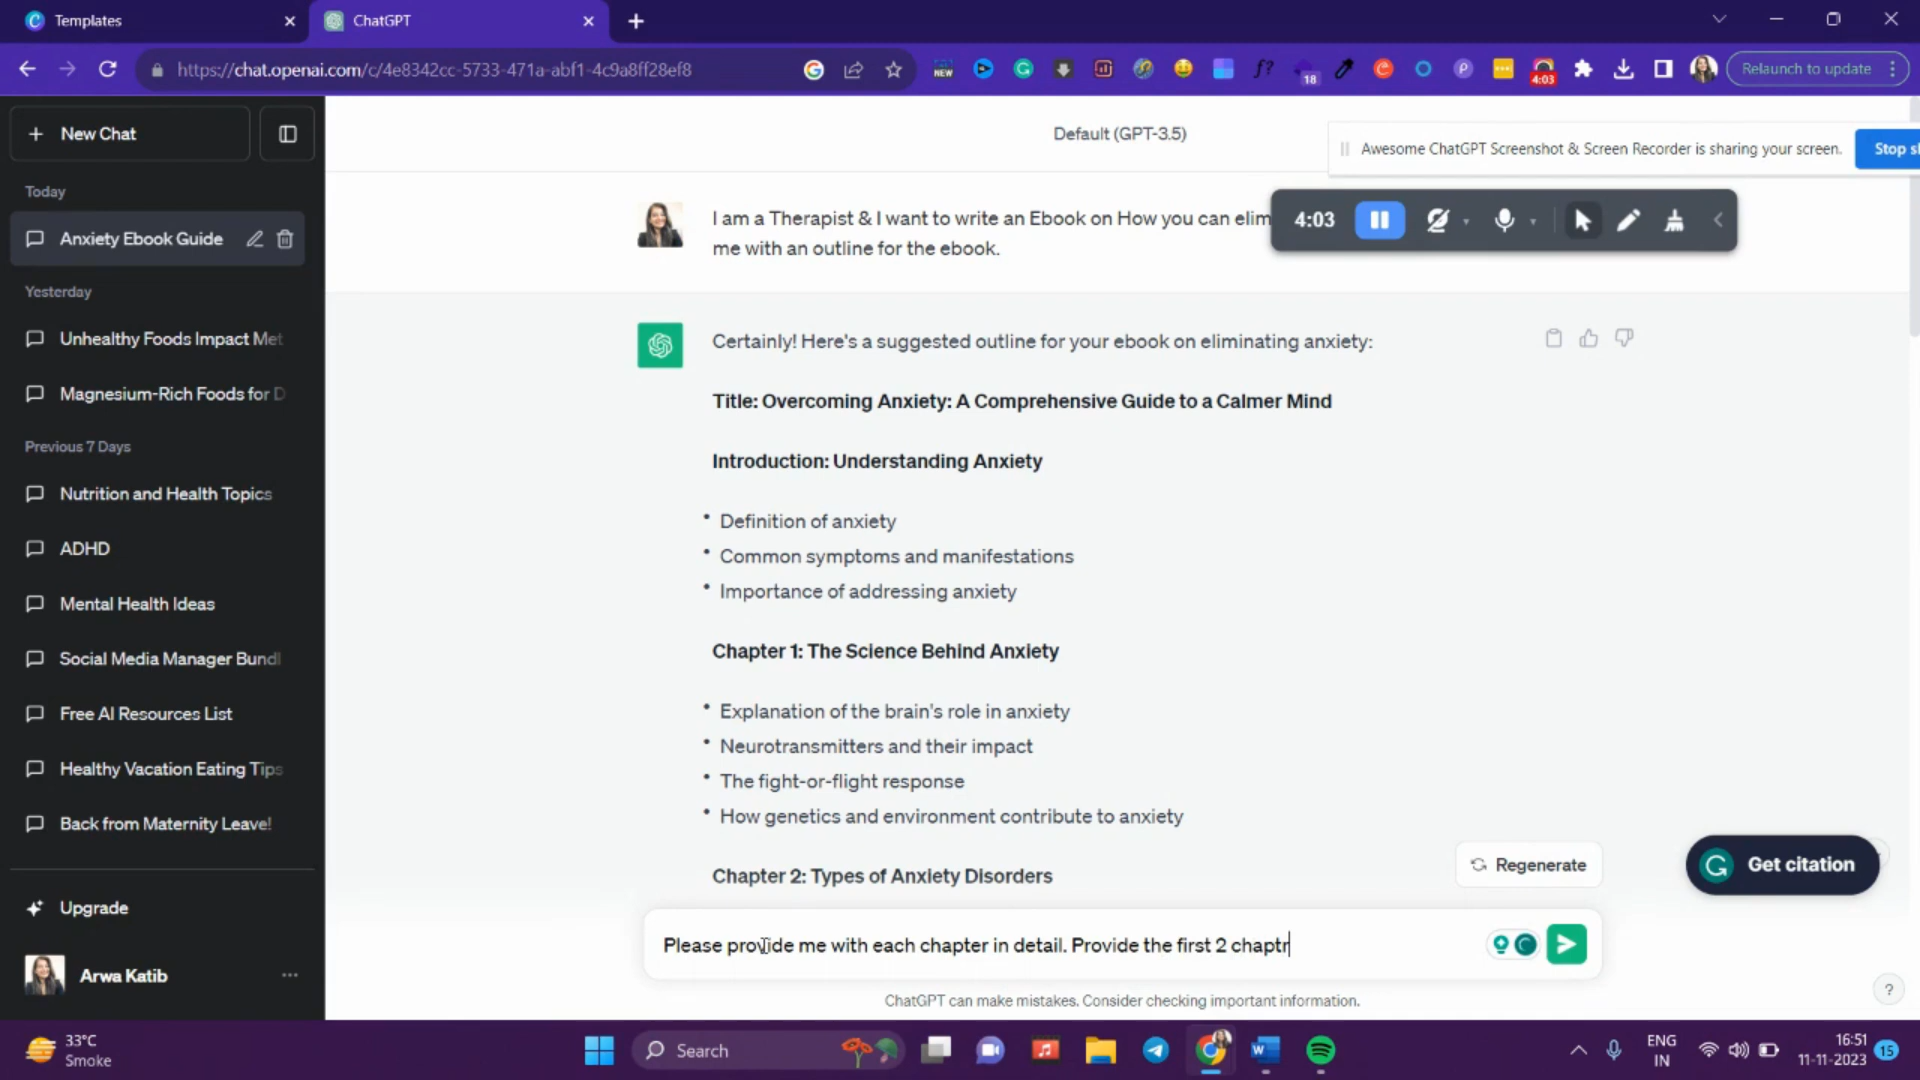 Templates
ChatGPT
https://chat.openai.com/c/4e8342cc-5733-471a-abf1-4c9a8ff28ef8
NEW
f?
18
4:03
Relaunch to update
New Chat
Default (GPT-3.5)
Awesome ChatGPT Screenshot & Screen Recorder is sharing your screen.
Stop sl
4:03
Today
Anxiety Ebook Guide
Yesterday
Unhealthy Foods Impact Met
Magnesium-Rich Foods for D
Previous 7 Days
Nutrition and Health Topics
ADHD
Mental Health Ideas
Social Media Manager Bundl
Free AI Resources List
Healthy Vacation Eating Tips
Back from Maternity Leave!
Upgrade
Arwa Katib
I am a Therapist & I want to write an Ebook on How you can elim
me with an outline for the ebook.
Certainly! Here's a suggested outline for your ebook on eliminating anxiety:
Title: Overcoming Anxiety: A Comprehensive Guide to a Calmer Mind
Introduction: Understanding Anxiety
• Definition of anxiety
• Common symptoms and manifestations
• Importance of addressing anxiety
Chapter 1: The Science Behind Anxiety
• Explanation of the brain's role in anxiety
• Neurotransmitters and their impact
• The fight-or-flight response
• How genetics and environment contribute to anxiety
Chapter 2: Types of Anxiety Disorders
Regenerate
Get citation
Please provide me with each chapter in detail. Provide the first 2 chaptr
ChatGPT can make mistakes. Consider checking important information.
?
33°C
Smoke
Search
ENG
IN
16:51
11-11-2023
15